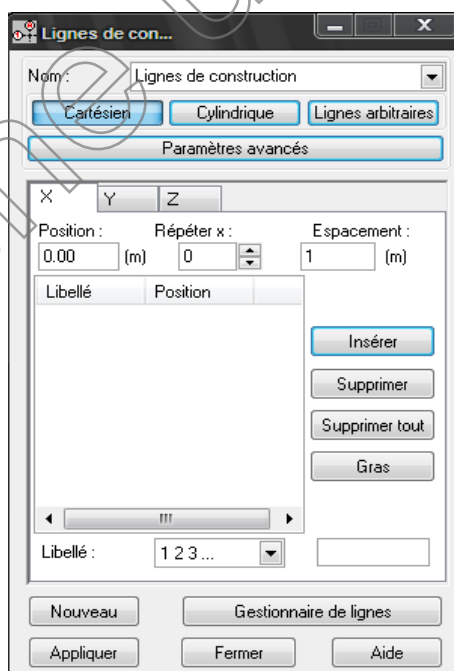 Lignes de con...
Nom : Lignes de construction
Cartésien Cylindrique Lignes arbitraires
Paramètres avancés
X Y Z
Position : Répéter x : Espacement :
0.00 (m) 0 1 (m)
Libellé Position
Insérer
Supprimer
Supprimer tout
Gras
Libellé : 1 2 3 ...
Nouveau Gestionnaire de lignes
Appliquer Fermer Aide